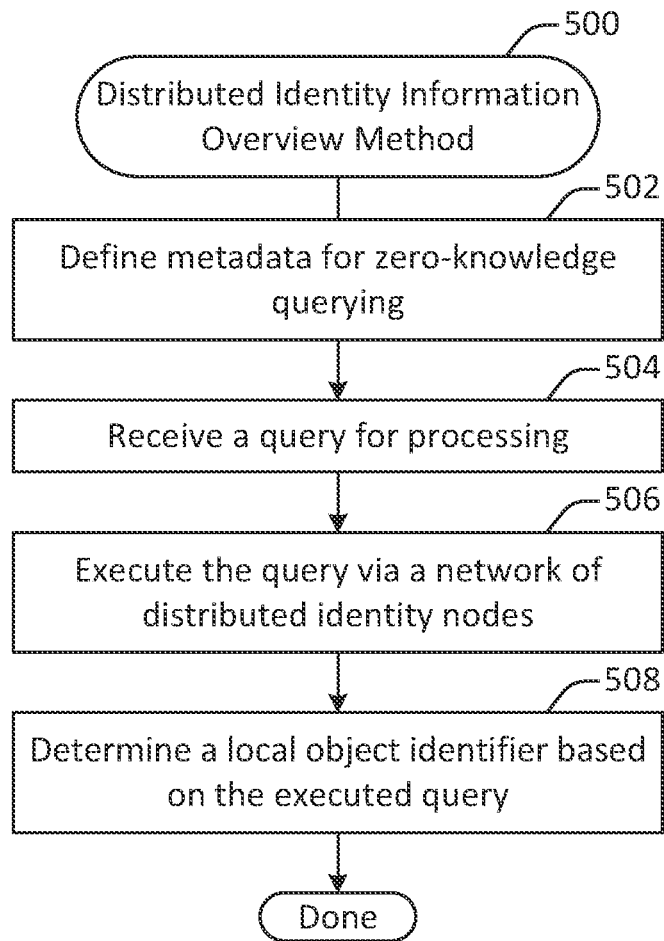 500
Distributed Identity Information
Overview Method
502
Define metadata for zero-knowledge
querying
504
Receive a query for processing
506
Execute the query via a network of
distributed identity nodes
508
Determine a local object identifier based
on the executed query
Done